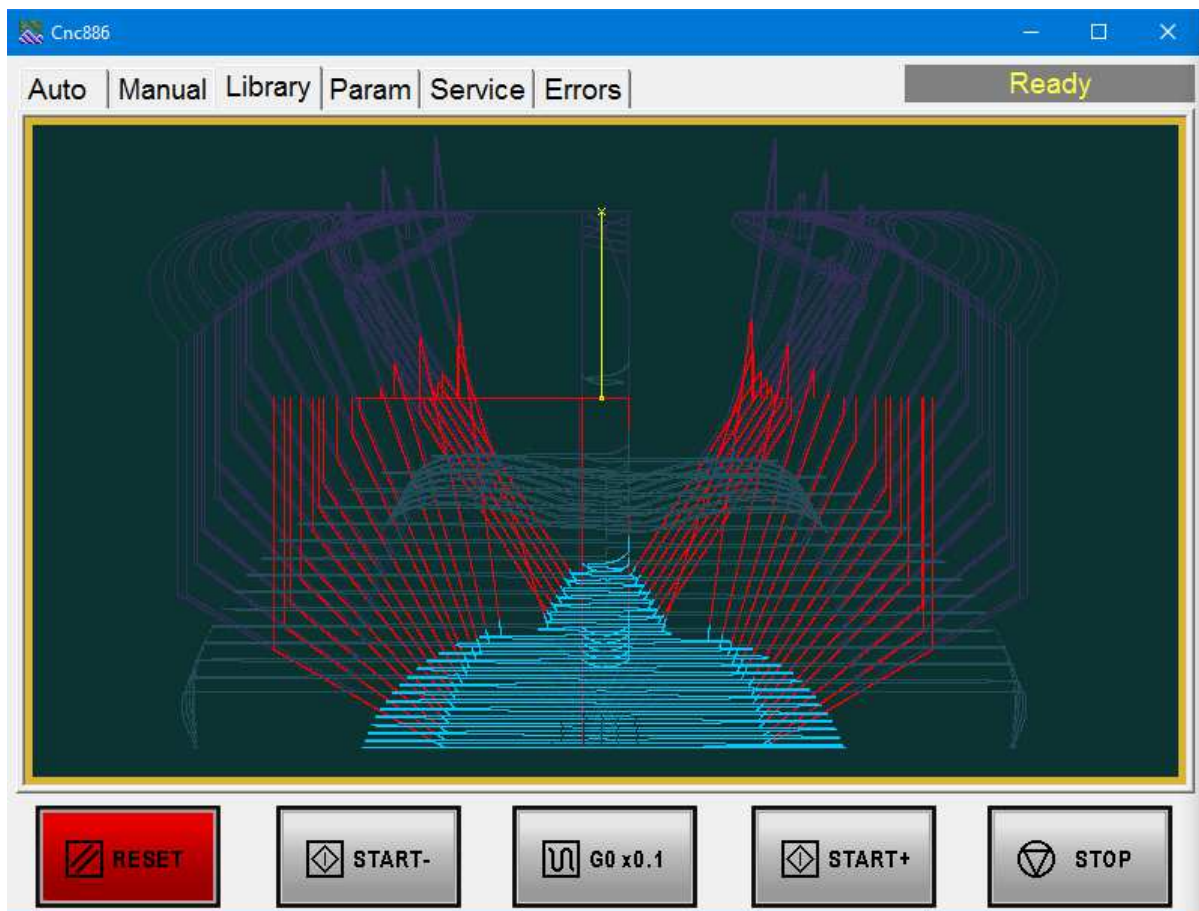 Cnc886
Auto Manual Library Param Service Errors
Ready
RESET START- G0 x0.1 START+ STOP